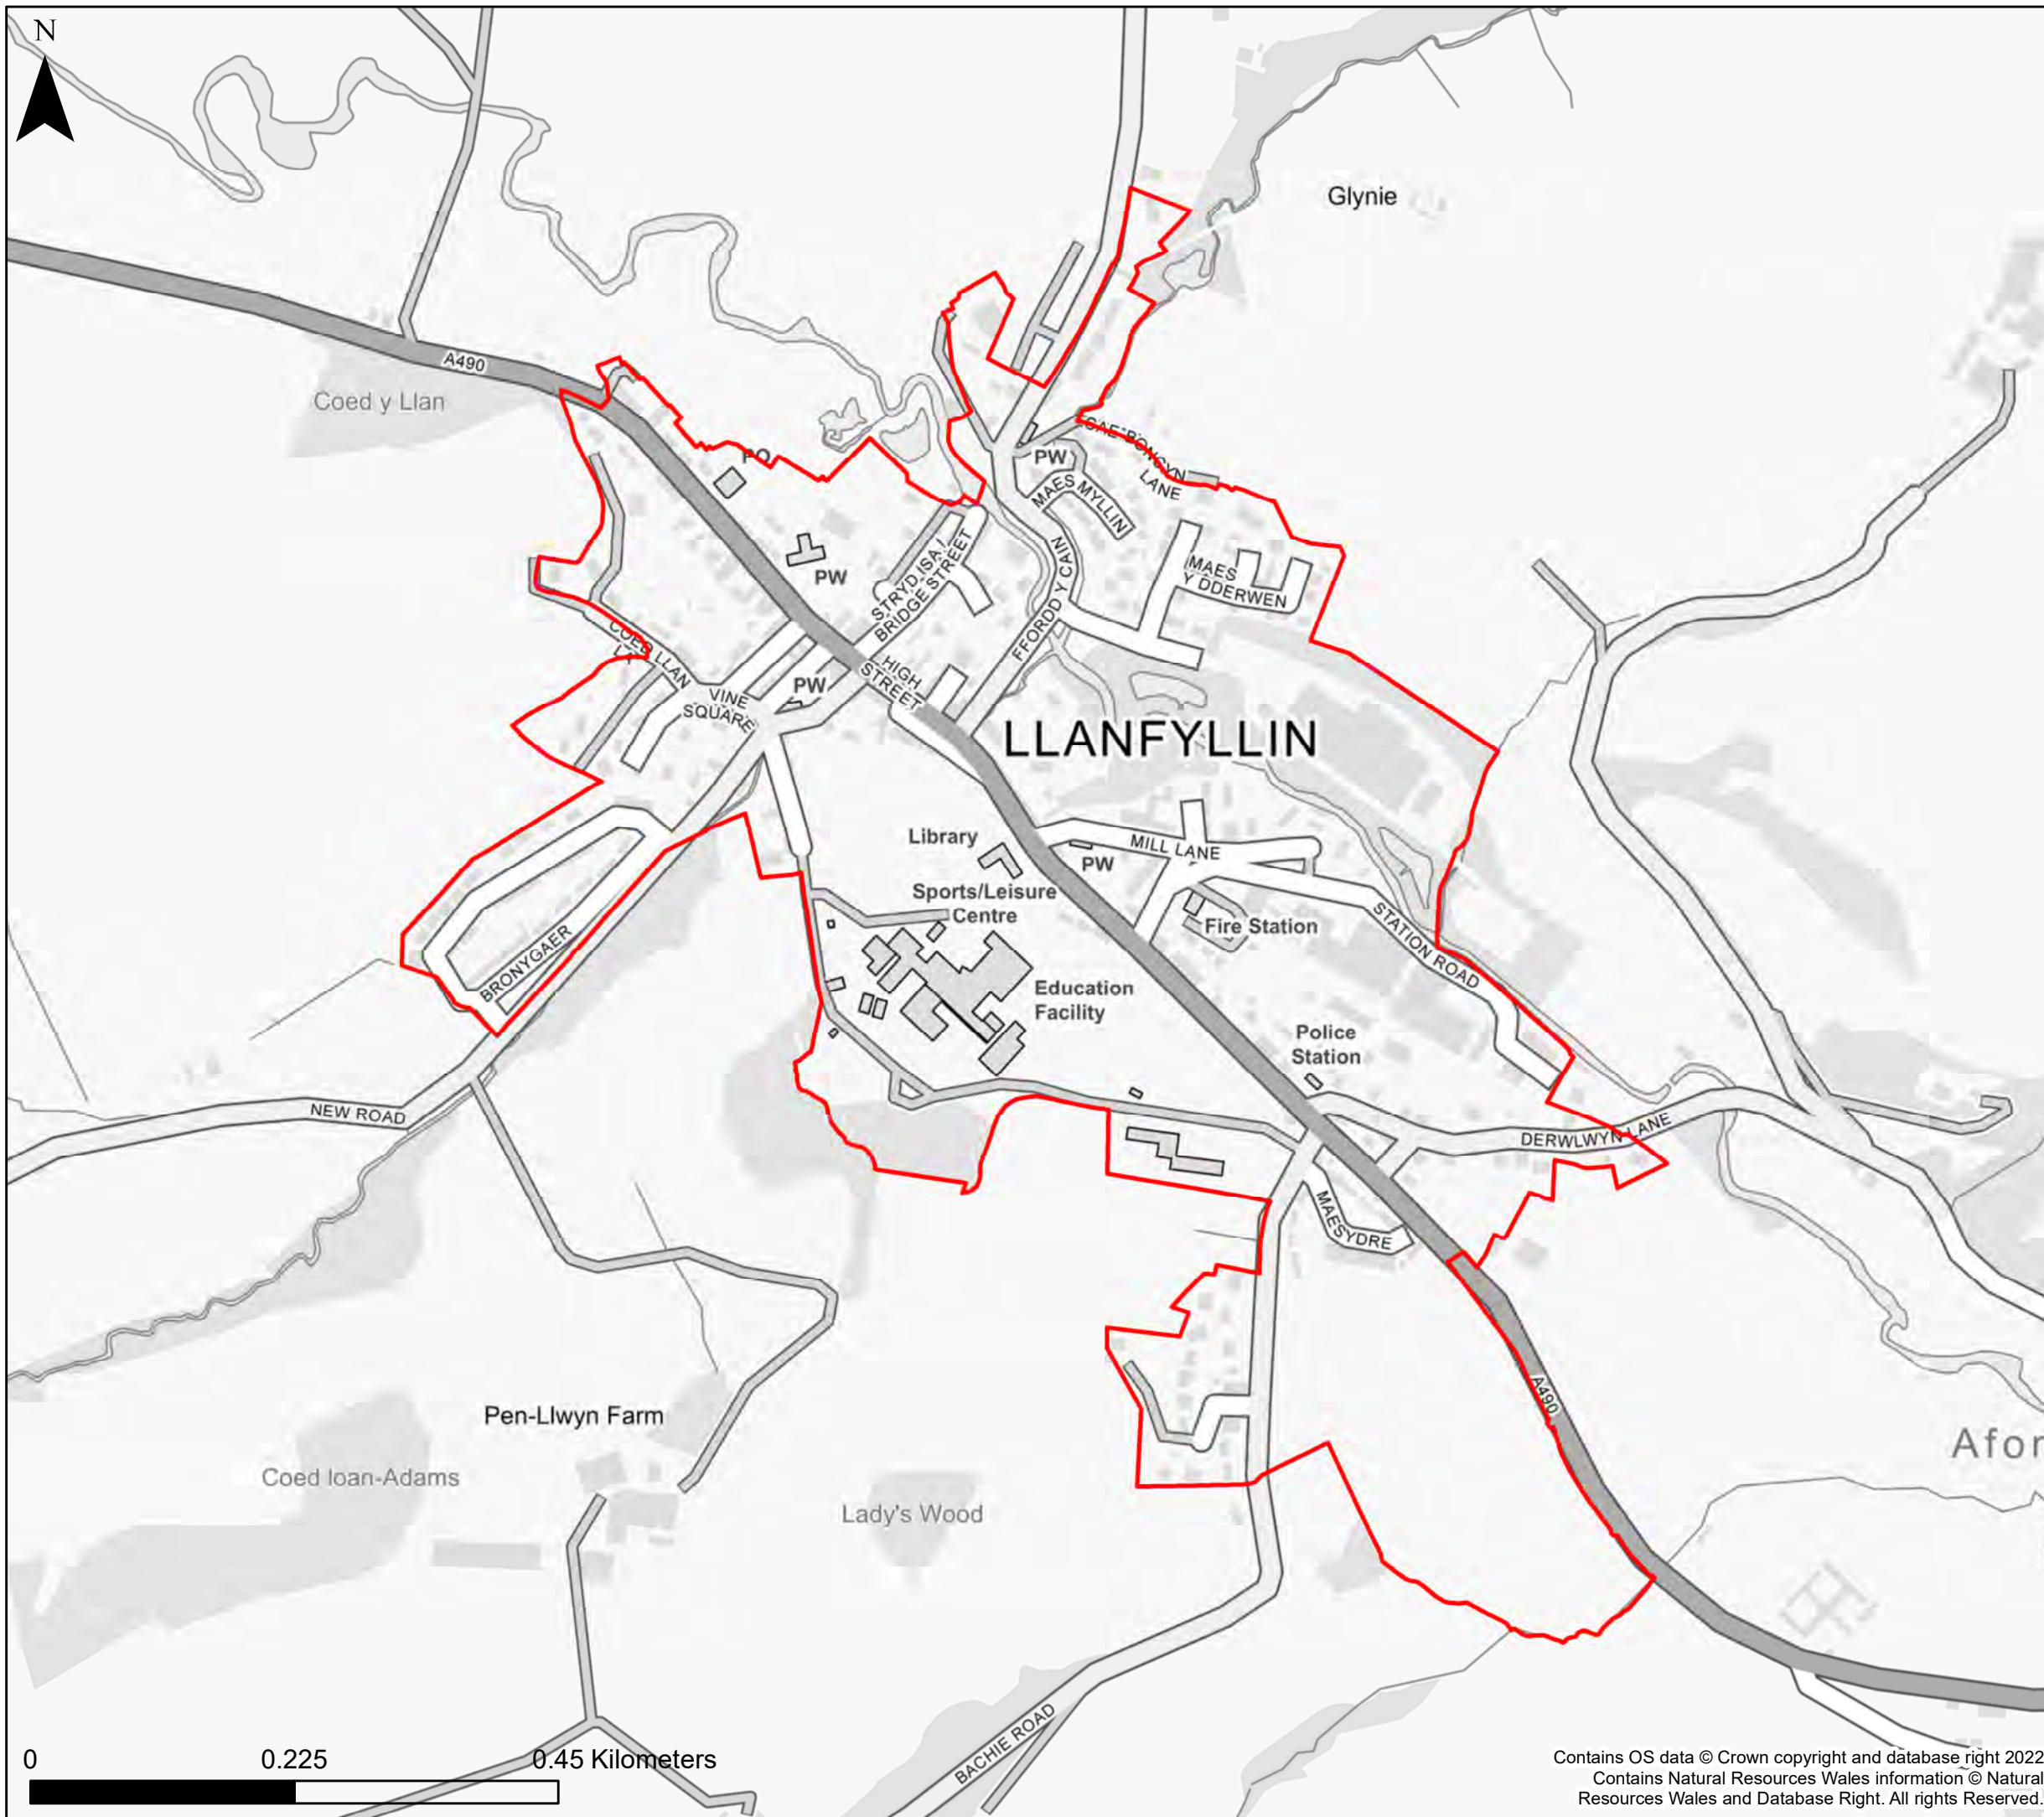 N
Glynie
A490
Coed y Llan
PO
CAE BONCYN
LANE
PW
MAES MYLLIN
PW
STRYD ISA /
BRIDGE STREET
FFORDD Y CAIN
MAES
Y DDERWEN
COED LLAN
PW
HIGH
STREET
VINE
SQUARE
LLANFYLLIN
Library
MILL LANE
PW
Sports/Leisure
Centre
Fire Station
STATION ROAD
BRONYGAER
Education
Facility
Police
Station
NEW ROAD
DERWLWYN LANE
MAESYDRE
A490
Pen-Llwyn Farm
Afor
Coed Ioan-Adams
Lady's Wood
BACHIE ROAD
0 0.225 0.45 Kilometers
Contains OS data © Crown copyright and database right 2022
Contains Natural Resources Wales information © Natural
Resources Wales and Database Right. All rights Reserved.